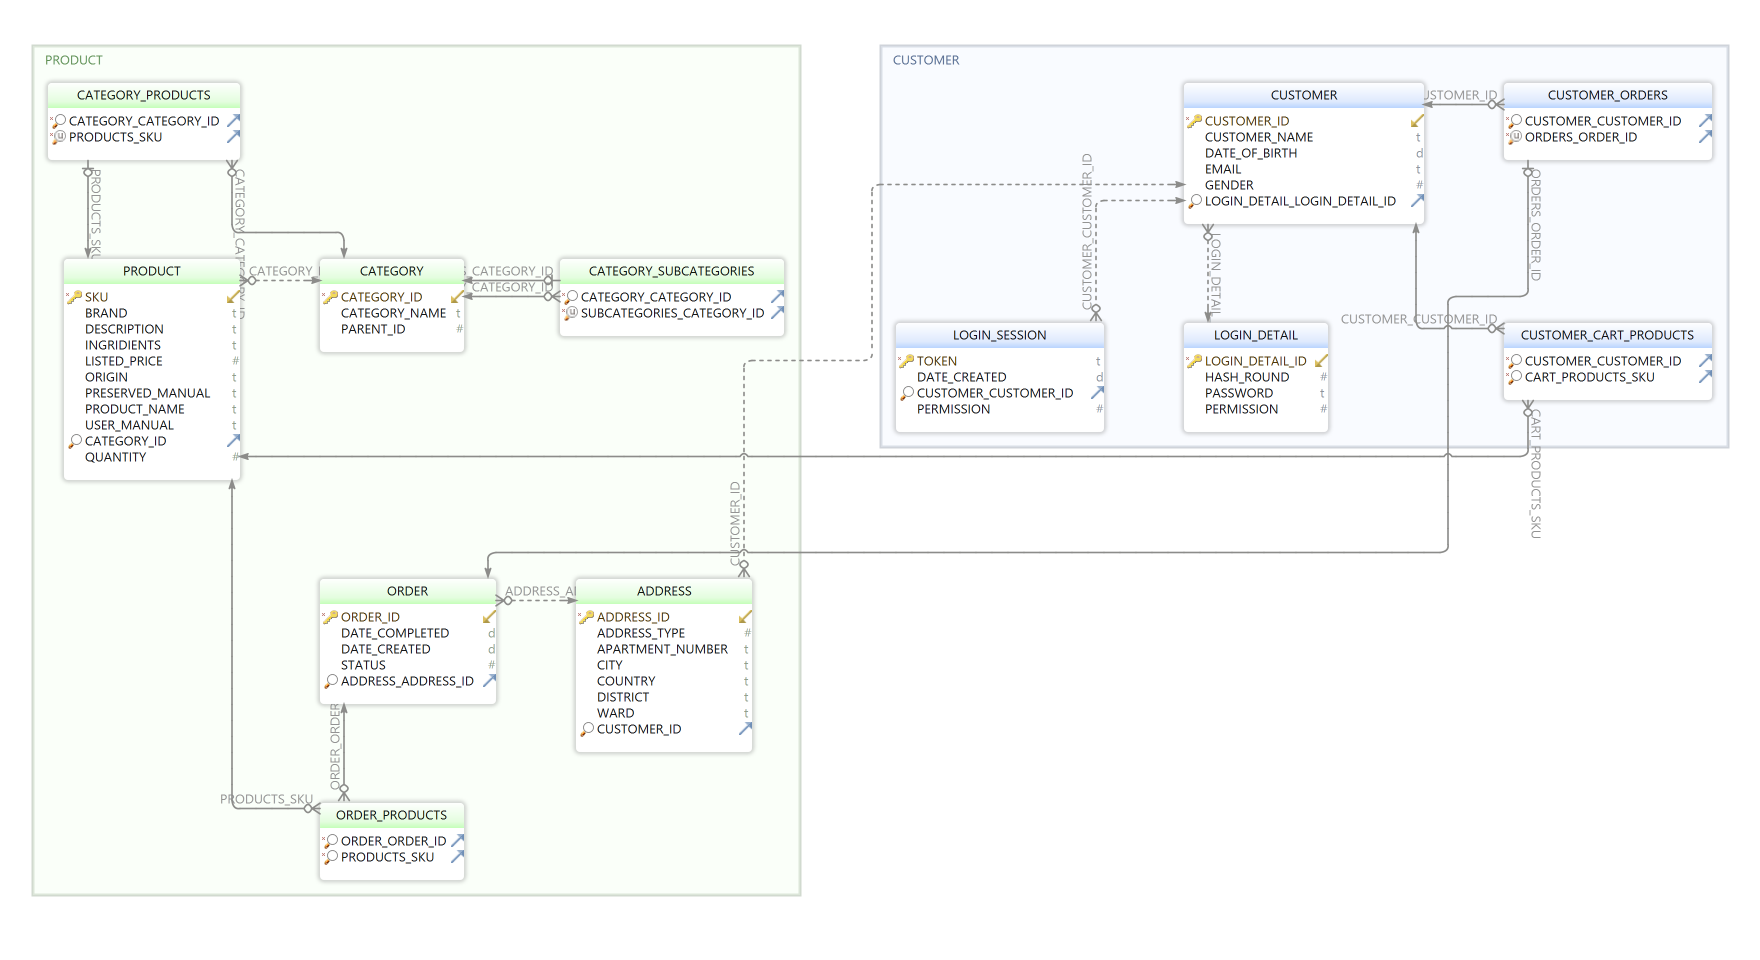 PRODUCT
CATEGORY_PRODUCTS
CATEGORY_CATEGORY_ID
PRODUCTS_SKU
PRODUCTS_SKU
CATEGORY_CATEGORY_ID
PRODUCT
SKU
BRAND t
DESCRIPTION t
INGRIDIENTS t
LISTED_PRICE #
ORIGIN t
PRESERVED_MANUAL t
PRODUCT_NAME t
USER_MANUAL t
CATEGORY_ID
QUANTITY #
CATEGORY_I
CATEGORY
CATEGORY_ID
CATEGORY_NAME t
PARENT_ID #
S_CATEGORY_ID
CATEGORY_ID
CATEGORY_SUBCATEGORIES
CATEGORY_CATEGORY_ID
SUBCATEGORIES_CATEGORY_ID
ORDER
ORDER_ID
DATE_COMPLETED d
DATE_CREATED d
STATUS #
ADDRESS_ADDRESS_ID
ADDRESS_A
CUSTOMER_ID
ADDRESS
ADDRESS_ID
ADDRESS_TYPE #
APARTMENT_NUMBER t
CITY t
COUNTRY t
DISTRICT t
WARD t
CUSTOMER_ID
ORDER_ORDER
PRODUCTS_SKU
ORDER_PRODUCTS
ORDER_ORDER_ID
PRODUCTS_SKU
CUSTOMER
CUSTOMER
CUSTOMER_ID
CUSTOMER_NAME t
DATE_OF_BIRTH d
EMAIL t
GENDER #
LOGIN_DETAIL_LOGIN_DETAIL_ID
USTOMER_ID
CUSTOMER_ORDERS
CUSTOMER_CUSTOMER_ID
ORDERS_ORDER_ID
ORDERS_ORDER_ID
CUSTOMER_CUSTOMER_ID
LOGIN_DETAIL
CUSTOMER_CUSTOMER_ID
LOGIN_SESSION
TOKEN t
DATE_CREATED d
CUSTOMER_CUSTOMER_ID
PERMISSION #
LOGIN_DETAIL
LOGIN_DETAIL_ID
HASH_ROUND #
PASSWORD t
PERMISSION #
CUSTOMER_CART_PRODUCTS
CUSTOMER_CUSTOMER_ID
CART_PRODUCTS_SKU
CART_PRODUCTS_SKU